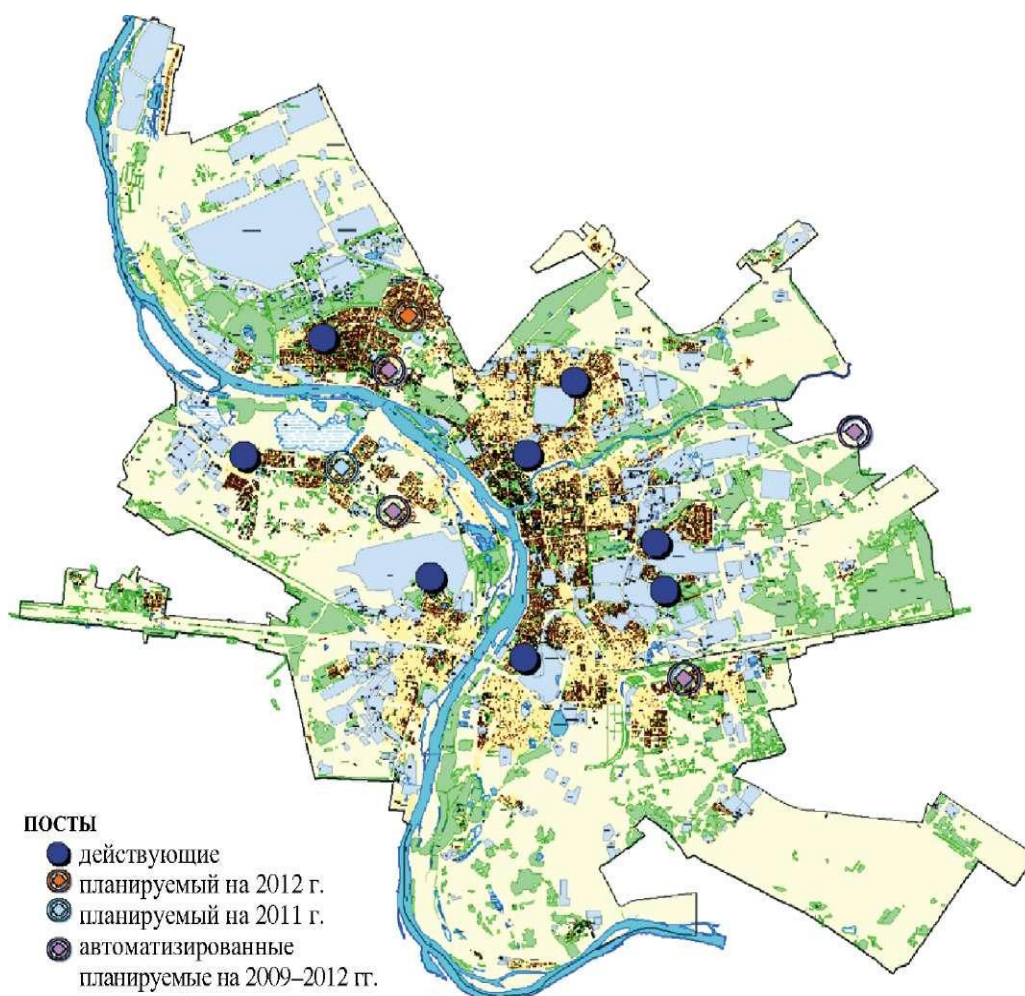 ПОСТЫ
действующие
планируемый на 2012 г.
планируемый на 2011 г.
автоматизированные
планируемые на 2009–2012 гг.